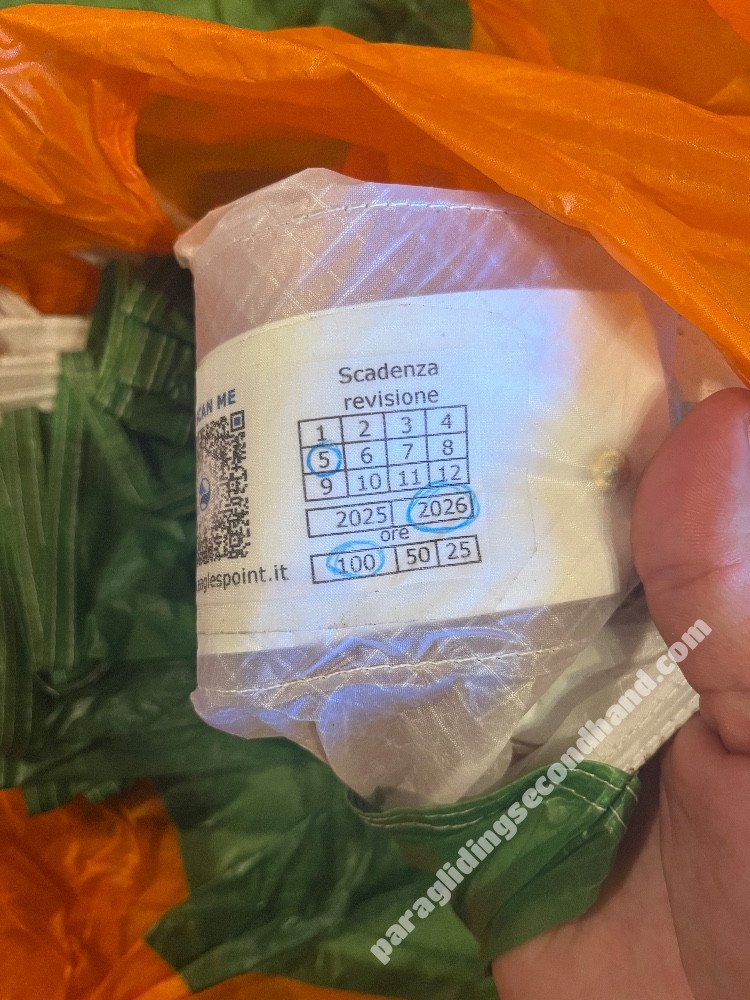 SCAN ME
Scadenza
revisione
1 2 3 4
5 6 7 8
9 10 11 12
2025 2026
ore
100 50 25
eaglespoint.it
paraglidingsecondhand.com